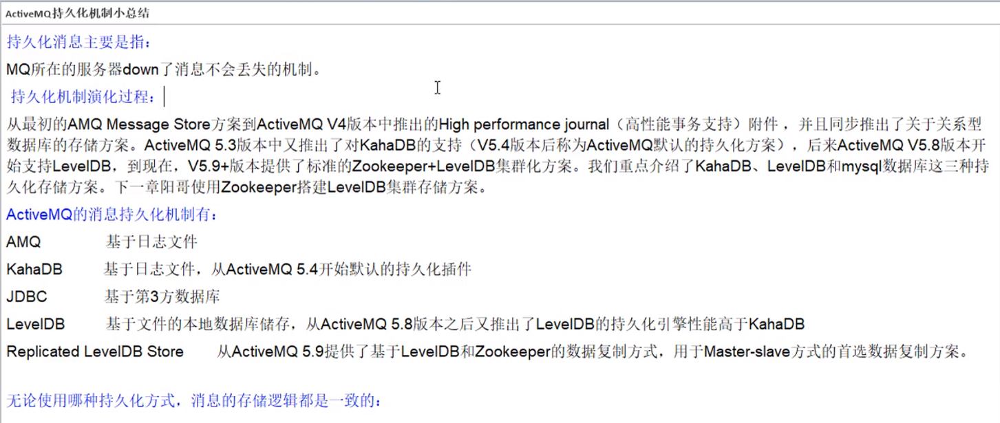 ActiveMQ持久化机制小总结
持久化消息主要是指：
MQ所在的服务器down了消息不会丢失的机制。
持久化机制演化过程：
从最初的AMQ Message Store方案到ActiveMQ V4版本中推出的High performance journal（高性能事务支持）附件，并且同步推出了关于关系型
数据库的存储方案。ActiveMQ 5.3版本中又推出了对KahaDB的支持（V5.4版本后称为ActiveMQ默认的持久化方案），后来ActiveMQ V5.8版本开
始支持LevelDB，到现在，V5.9+版本提供了标准的Zookeeper+LevelDB集群化方案。我们重点介绍了KahaDB、LevelDB和mysql数据库这三种持
久化存储方案。下一章阳哥使用Zookeeper搭建LevelDB集群存储方案。
ActiveMQ的消息持久化机制有：
AMQ 基于日志文件
KahaDB 基于日志文件，从ActiveMQ 5.4开始默认的持久化插件
JDBC 基于第3方数据库
LevelDB 基于文件的本地数据库储存，从ActiveMQ 5.8版本之后又推出了LevelDB的持久化引擎性能高于KahaDB
Replicated LevelDB Store 从ActiveMQ 5.9提供了基于LevelDB和Zookeeper的数据复制方式，用于Master-slave方式的首选数据复制方案。
无论使用哪种持久化方式，消息的存储逻辑都是一致的：